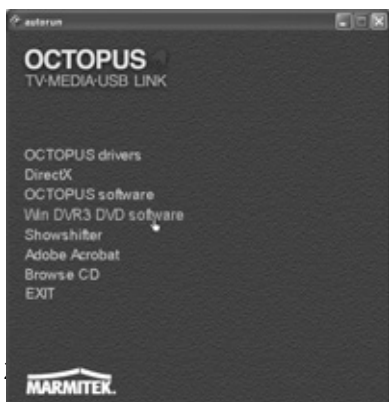 autorun
OCTOPUS
TV-MEDIA-USB LINK
OCTOPUS drivers
DirectX
OCTOPUS software
Win DVR3 DVD software
Showshifter
Adobe Acrobat
Browse CD
EXIT
MARMITEK.